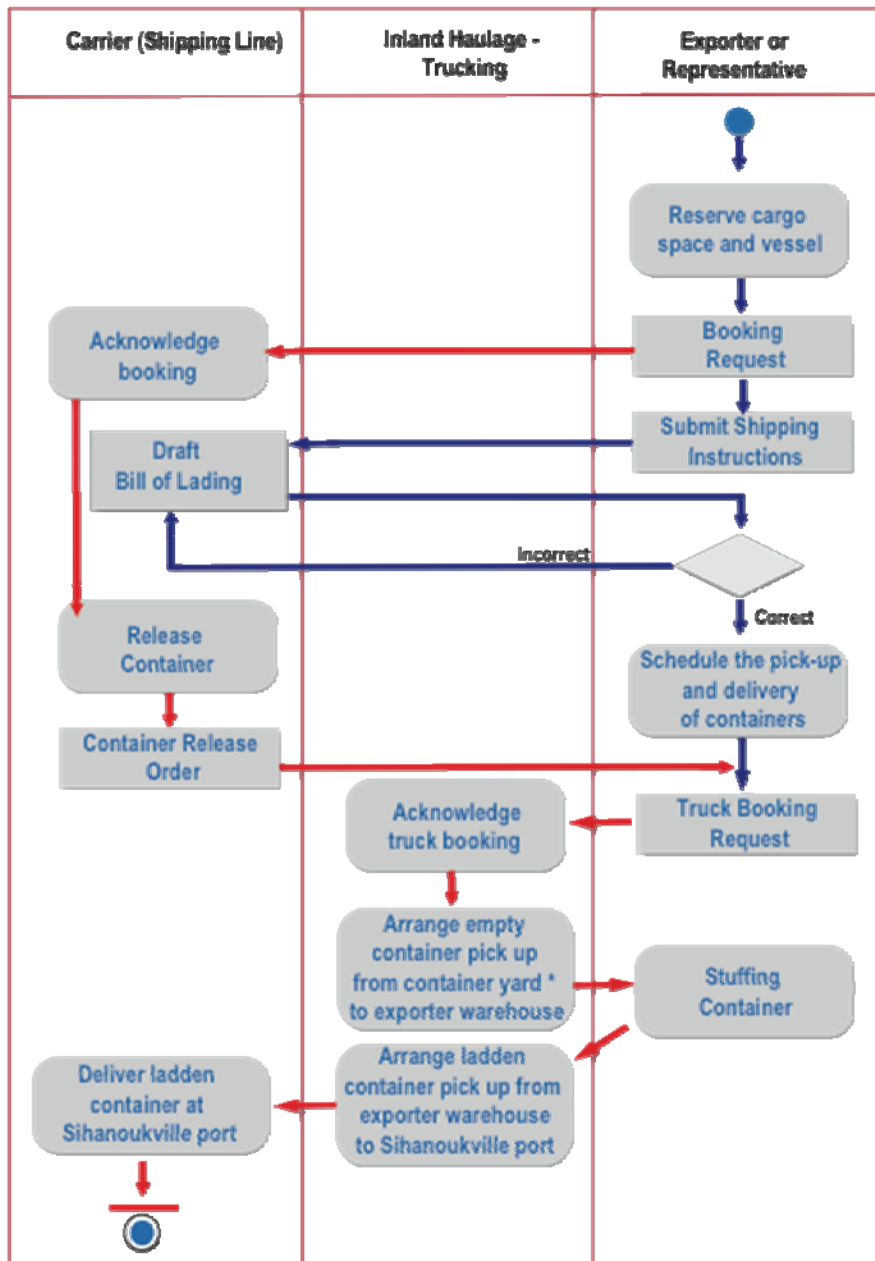 Carrier (Shipping Line)
Inland Haulage -
Trucking
Exporter or
Representative
Reserve cargo
space and vessel
Booking
Request
Acknowledge
booking
Submit Shipping
Instructions
Draft
Bill of Lading
Incorrect
Correct
Release
Container
Schedule the pick-up
and delivery
of containers
Container Release
Order
Truck Booking
Request
Acknowledge
truck booking
Arrange empty
container pick up
from container yard *
to exporter warehouse
Stuffing
Container
Arrange ladden
container pick up from
exporter warehouse
to Sihanoukville port
Deliver ladden
container at
Sihanoukville port